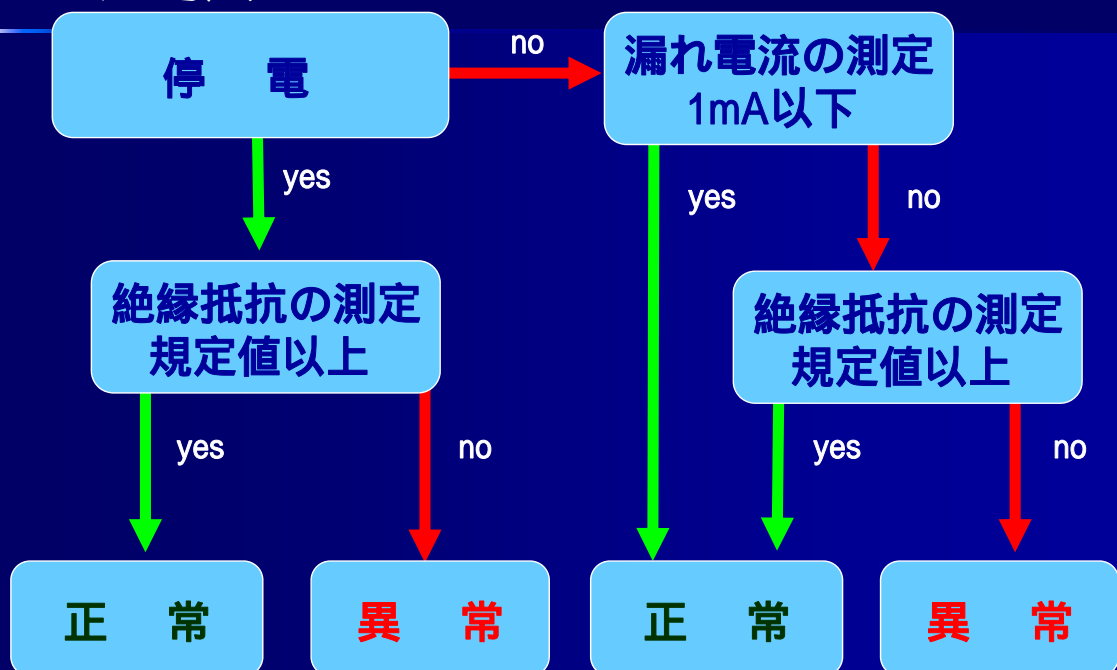 停　電
no
漏れ電流の測定
1mA以下
yes
yes
no
絶縁抵抗の測定
規定値以上
絶縁抵抗の測定
規定値以上
yes
no
yes
no
正　常
異　常
正　常
異　常